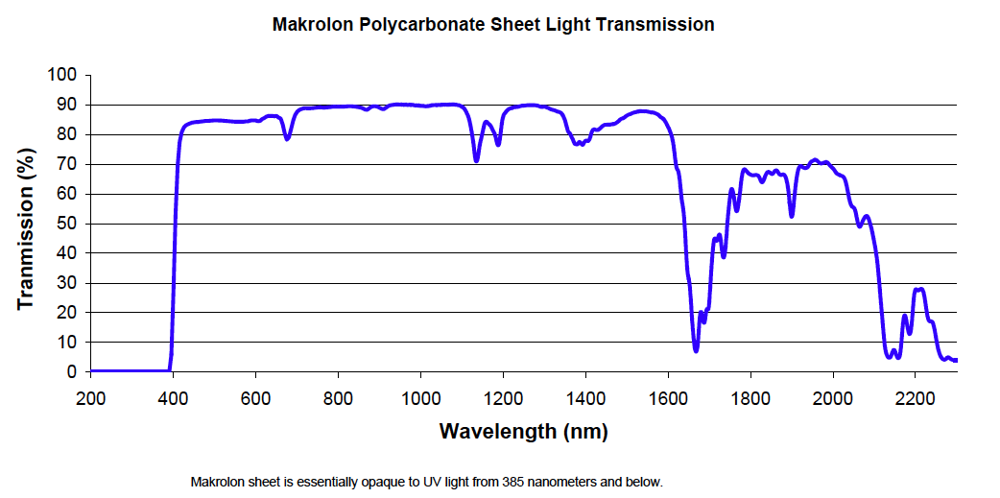 Makrolon Polycarbonate Sheet Light Transmission
100
90
80
70
60
50
40
30
20
10
0
Tranmission (%)
200 400 600 800 1000 1200 1400 1600 1800 2000 2200
Wavelength (nm)
Makrolon sheet is essentially opaque to UV light from 385 nanometers and below.